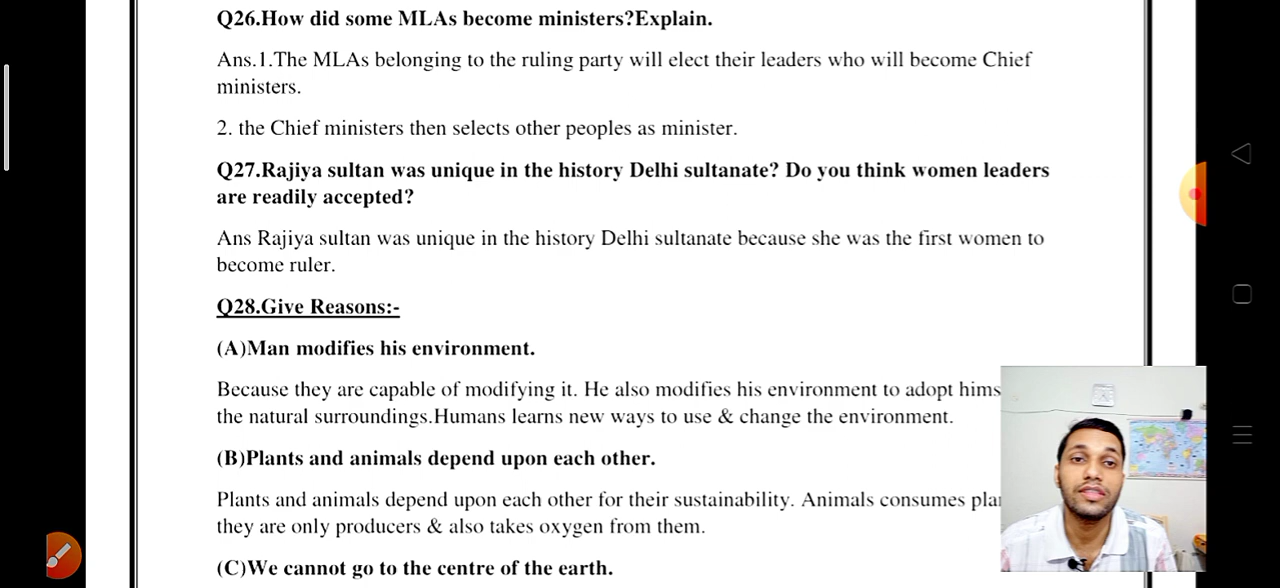 Q26.How did some MLAs become ministers?Explain.
Ans.1.The MLAs belonging to the ruling party will elect their leaders who will become Chief
ministers.
2. the Chief ministers then selects other peoples as minister.
Q27.Rajiya sultan was unique in the history Delhi sultanate? Do you think women leaders
are readily accepted?
Ans Rajiya sultan was unique in the history Delhi sultanate because she was the first women to
become ruler.
Q28.Give Reasons:-
(A)Man modifies his environment.
Because they are capable of modifying it. He also modifies his environment to adopt hims
the natural surroundings.Humans learns new ways to use & change the environment.
(B)Plants and animals depend upon each other.
Plants and animals depend upon each other for their sustainability. Animals consumes pla
they are only producers & also takes oxygen from them.
(C)We cannot go to the centre of the earth.